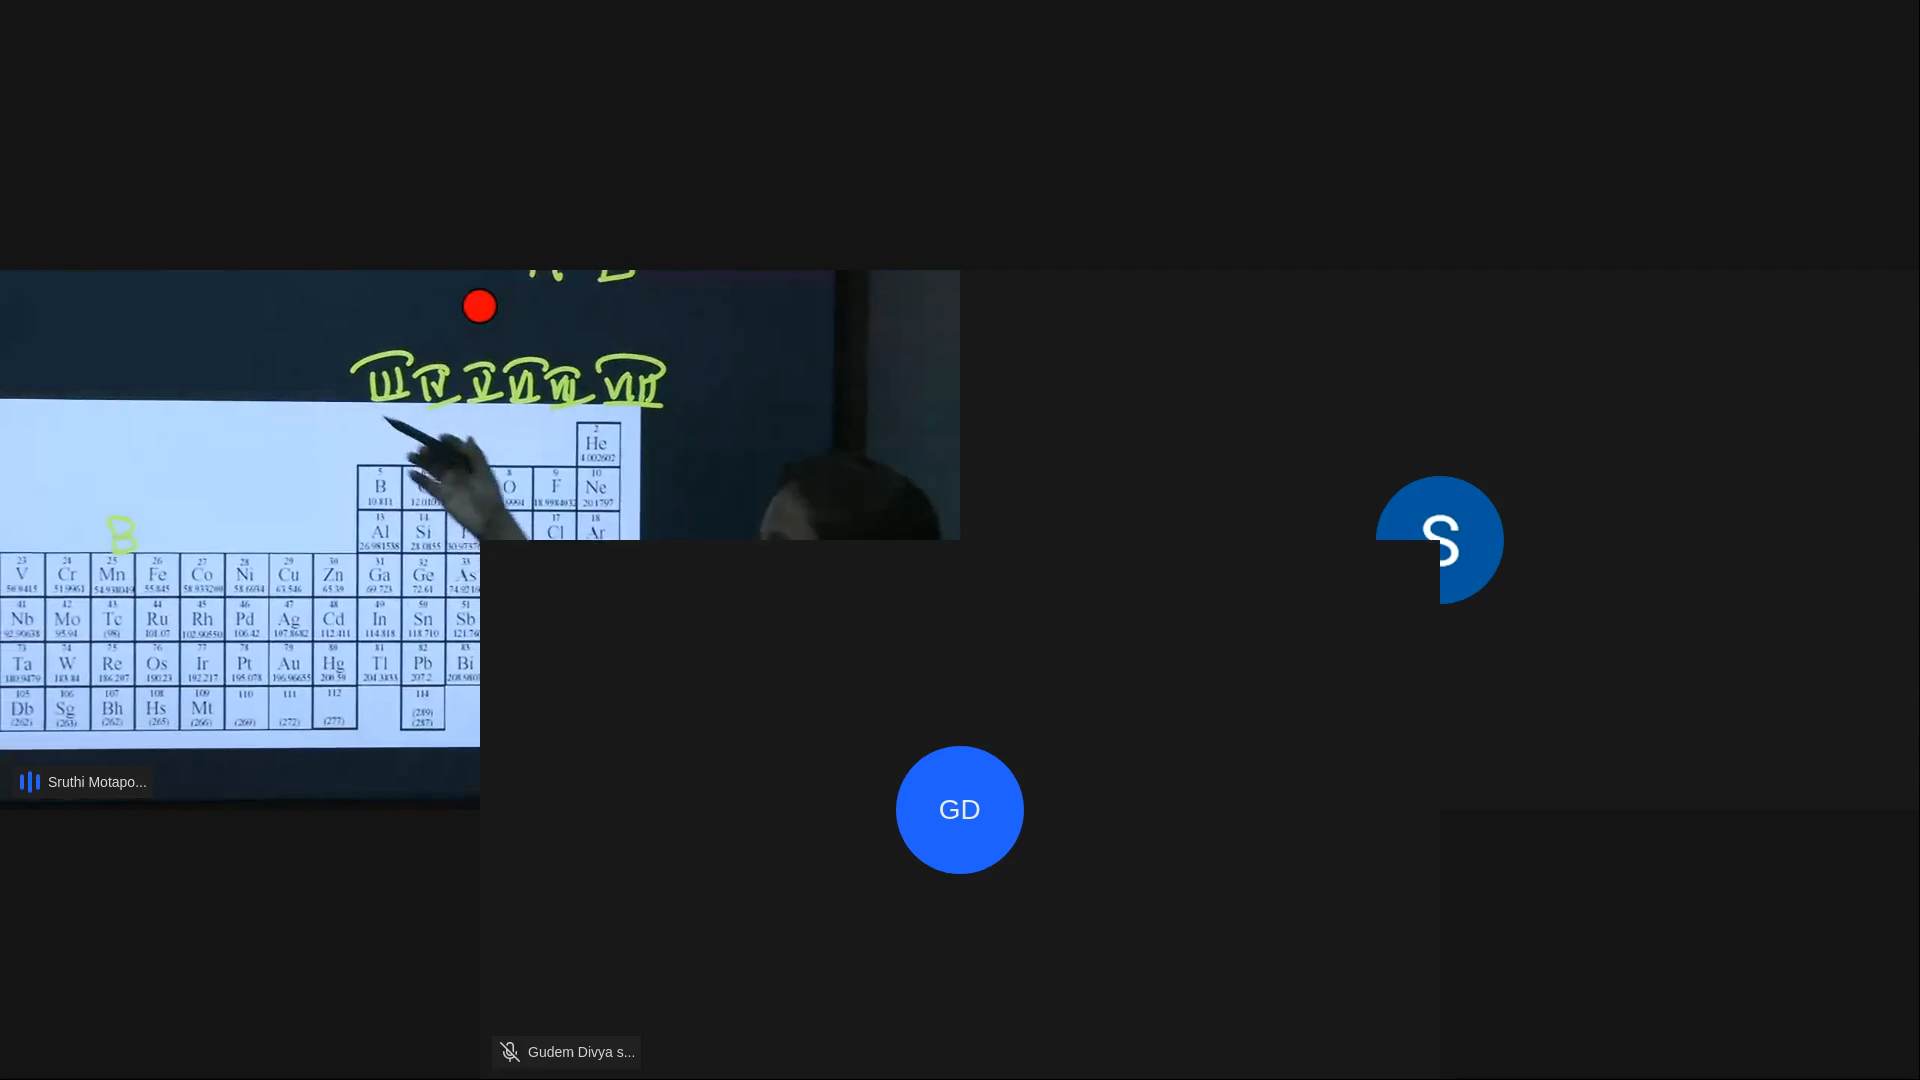 III IV V VI VII VIII
2
He
4.002602
5 8 9 10
B O F Ne
10.811 18.9984032 20.1797
13 14 17 18
Al Si Cl Ar
26.981538 28.0855
B
23 24 25 26 27 28 29 30 31 32 33
V Cr Mn Fe Co Ni Cu Zn Ga Ge As
50.9415 51.9961 54.938049 55.845 58.933200 58.6934 63.546 65.39 69.723 72.61
41 42 43 44 45 46 47 48 49 50 51
Nb Mo Tc Ru Rh Pd Ag Cd In Sn Sb
92.90638 95.94 (98) 101.07 102.90550 106.42 107.8682 112.411 114.818 118.710
73 74 75 76 77 78 79 80 81 82 83
Ta W Re Os Ir Pt Au Hg Tl Pb Bi
180.9479 183.84 186.207 190.23 192.217 195.078 196.96655 200.59 204.3833 207.2
105 106 107 108 109 110 111 112 114
Db Sg Bh Hs Mt
(262) (263) (262) (265) (266) (269) (272) (277) (289)
(287)
S
GD
Sruthi Motapo...
Gudem Divya s...